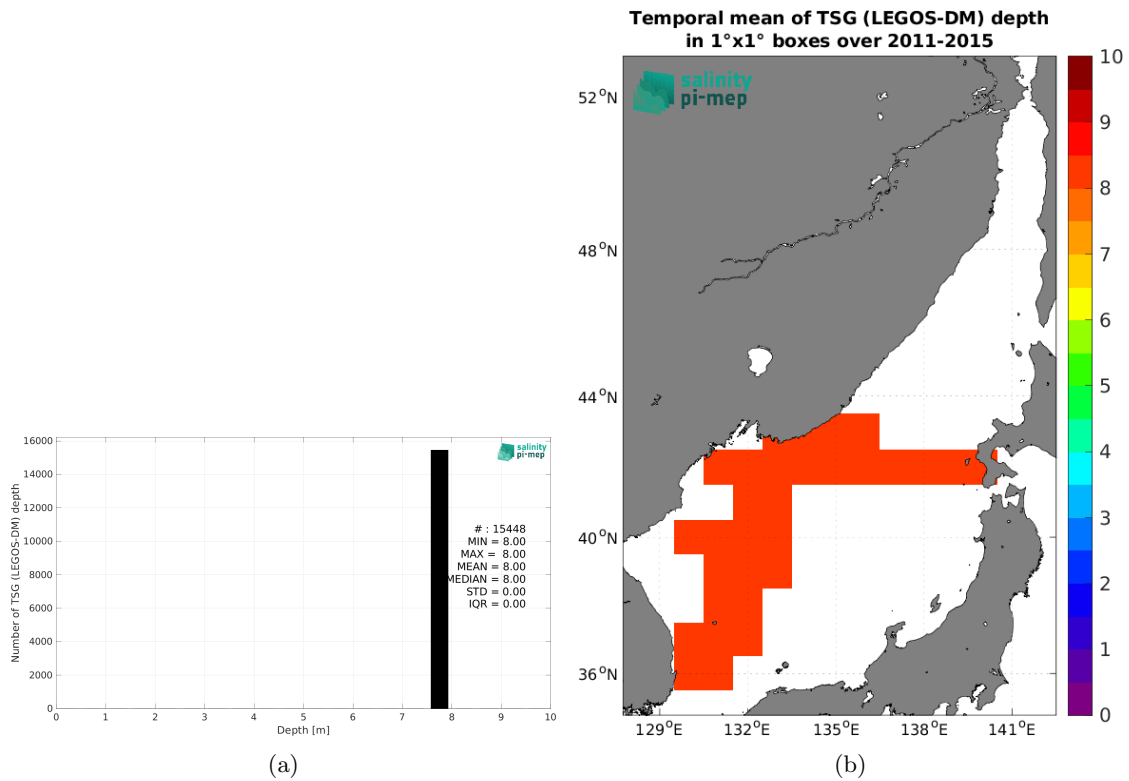 Temporal mean of TSG (LEGOS-DM) depth
in 1°x1° boxes over 2011-2015
salinity
pi-mep
52°N
48°N
44°N
40°N
36°N
129°E
132°E
135°E
138°E
141°E
10
9
8
7
6
5
4
3
2
1
0
(b)
Number of TSG (LEGOS-DM) depth
16000
14000
12000
10000
8000
6000
4000
2000
0
salinity
pi-mep
# : 15448
MIN = 8.00
MAX = 8.00
MEAN = 8.00
MEDIAN = 8.00
STD = 0.00
IQR = 0.00
0 1 2 3 4 5 6 7 8 9 10
Depth [m]
(a)